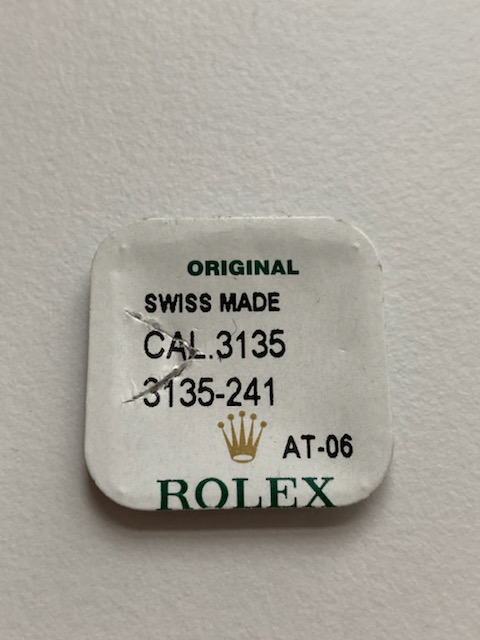 ORIGINAL
SWISS MADE
CAL.3135
3135-241
AT-06
ROLEX